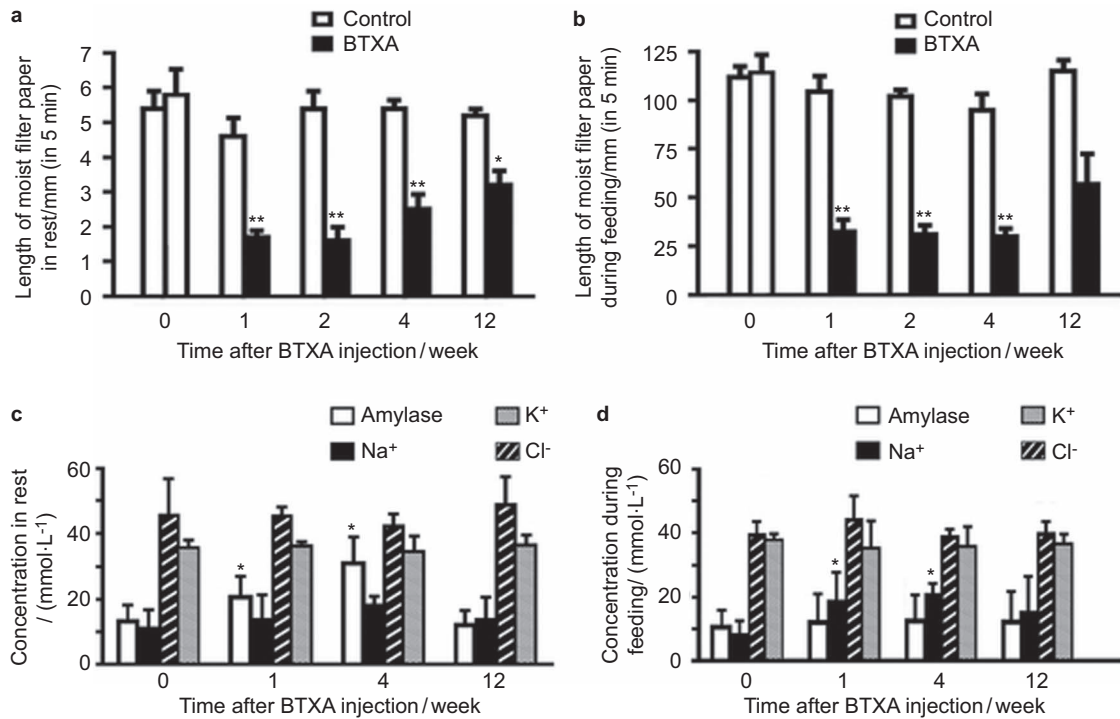 a
Control
BTXA
Length of moist filter paper
in rest/mm (in 5 min)
7
6
5
4
3
2
1
0
**
**
**
*
0 1 2 4 12
Time after BTXA injection/week
b
Control
BTXA
Length of moist filter paper
during feeding/mm (in 5 min)
125
100
75
50
25
0
**
**
**
0 1 2 4 12
Time after BTXA injection/week
c
Amylase K⁺
Na⁺ Cl⁻
Concentration in rest
/ (mmol·L⁻¹)
60
40
20
0
*
*
0 1 4 12
Time after BTXA injection/week
d
Amylase K⁺
Na⁺ Cl⁻
Concentration during
feeding/ (mmol·L⁻¹)
60
40
20
0
*
*
0 1 4 12
Time after BTXA injection/week